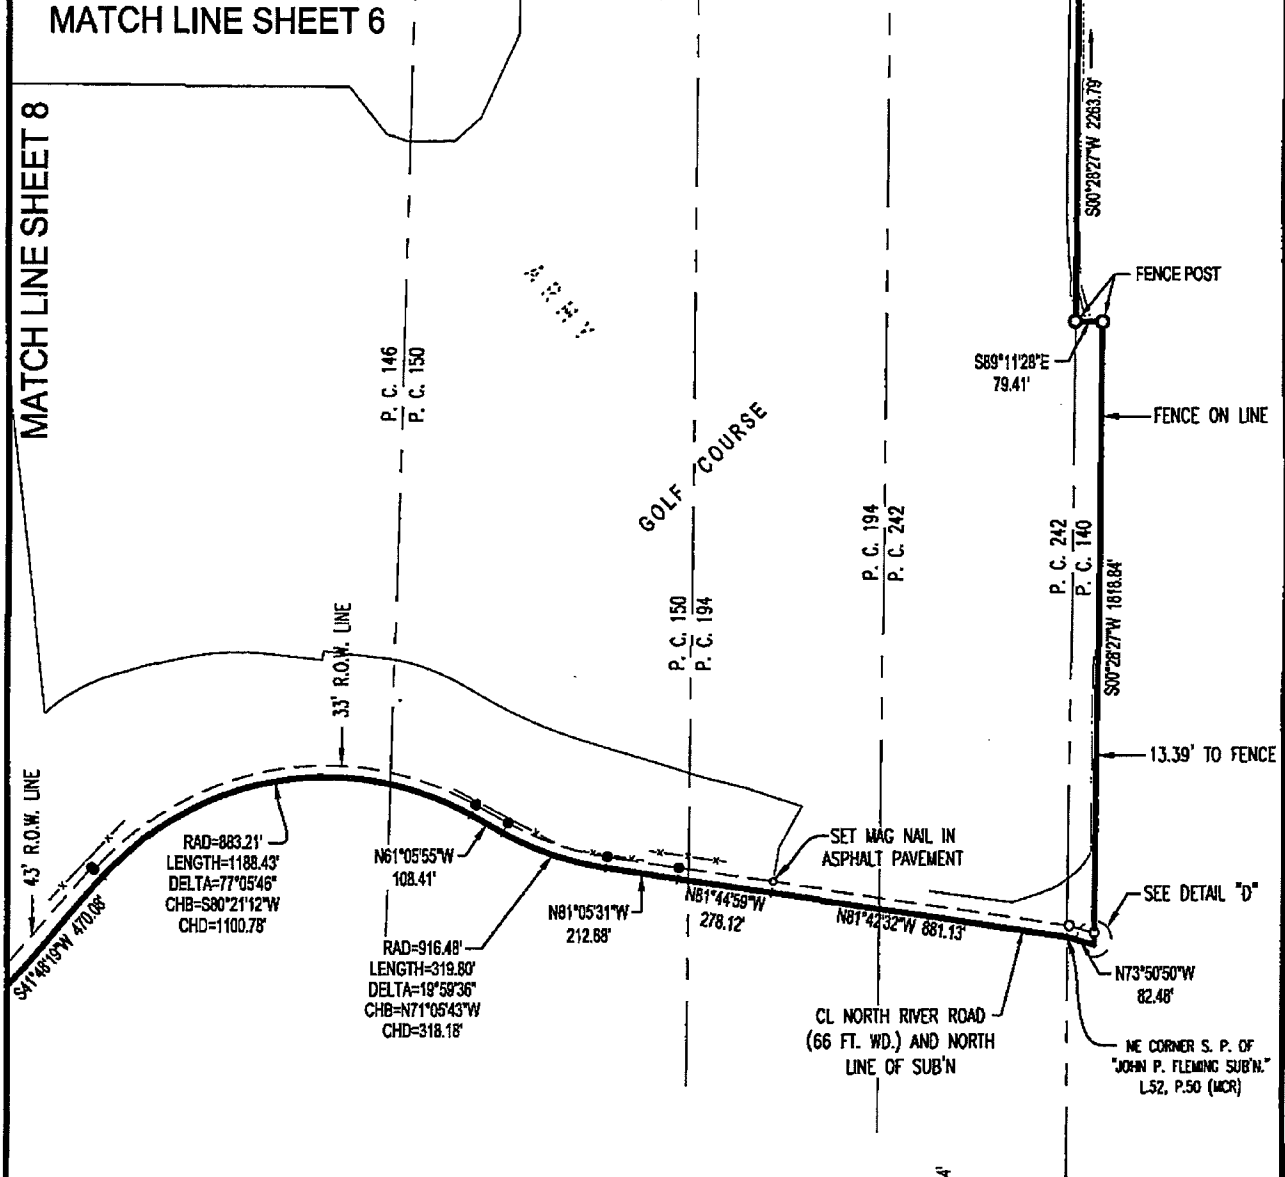 MATCH LINE SHEET 6
MATCH LINE SHEET 8
S00°28'27"W 2263.79'
ARMY
FENCE POST
S89°11'28"E
79.41'
P. C. 146
P. C. 150
FENCE ON LINE
GOLF COURSE
P. C. 194
P. C. 242
P. C. 242
P. C. 140
S00°28'27"W 1818.84'
P. C. 150
P. C. 194
33' R.O.W. LINE
13.39' TO FENCE
43' R.O.W. LINE
RAD=883.21'
LENGTH=1188.43'
DELTA=77°05'46"
CHB=S80°21'12"W
CHD=1100.78'
N61°05'55"W
108.41'
SET MAG NAIL IN
ASPHALT PAVEMENT
SEE DETAIL "D"
S41°48'19"W 470.08'
N81°05'31"W
212.68'
N81°44'59"W
278.12'
N81°42'32"W 881.13'
RAD=916.48'
LENGTH=319.80'
DELTA=19°59'36"
CHB=N71°05'43"W
CHD=318.18'
N73°50'50"W
82.48'
CL NORTH RIVER ROAD
(66 FT. WD.) AND NORTH
LINE OF SUB'N
NE CORNER S. P. OF
"JOHN P. FLEMING SUB'N."
L.52, P.50 (MCR)